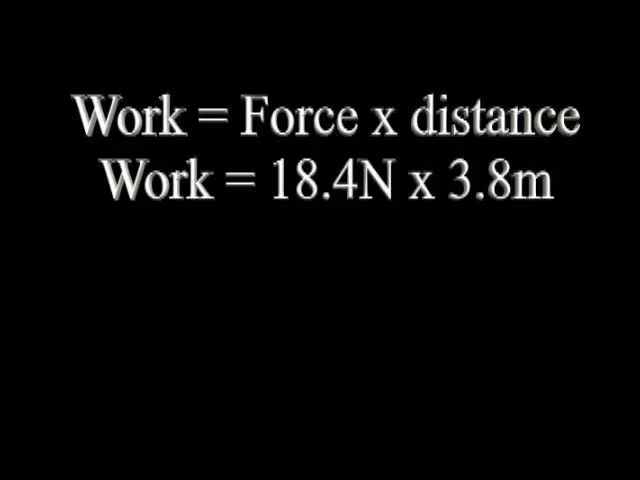 Work = Force x distance
Work = 18.4N x 3.8m